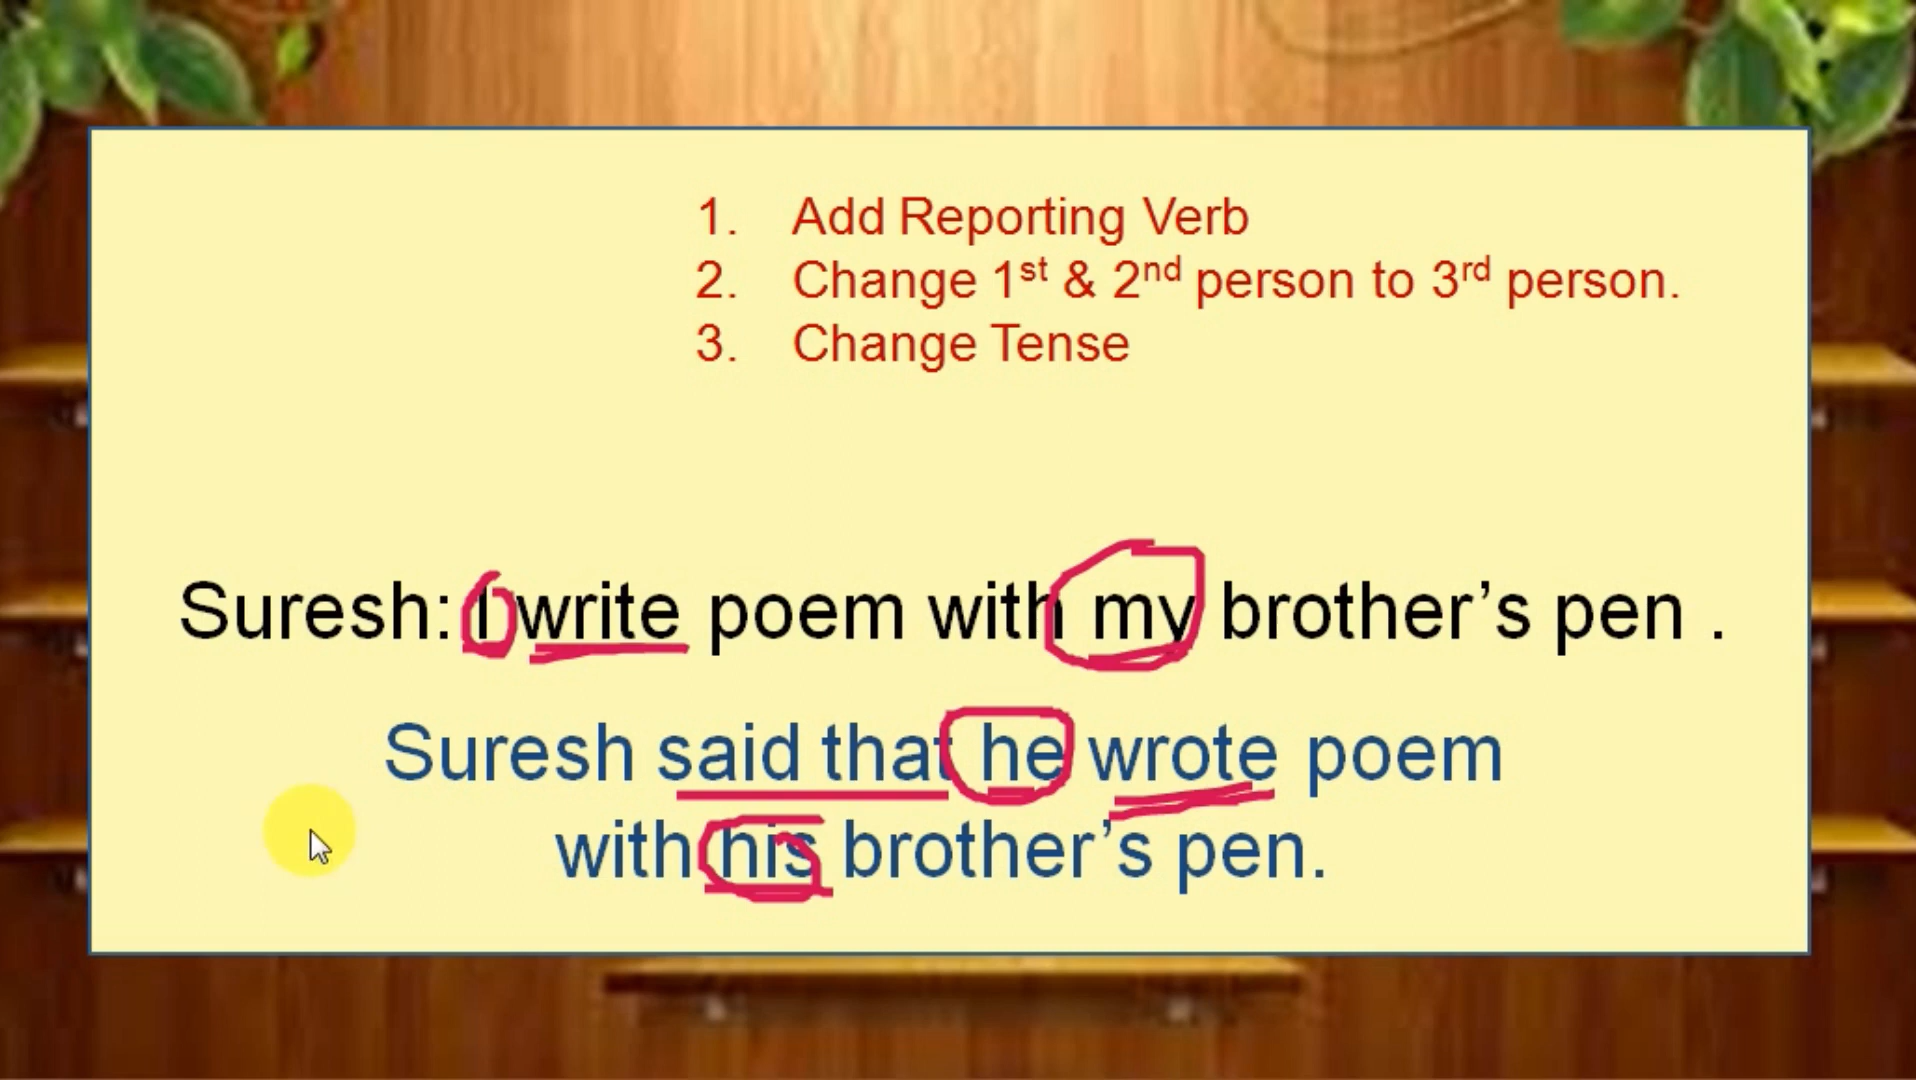 1. Add Reporting Verb
2. Change 1st & 2nd person to 3rd person.
3. Change Tense
Suresh: I write poem with my brother’s pen .
Suresh said that he wrote poem
with his brother’s pen.